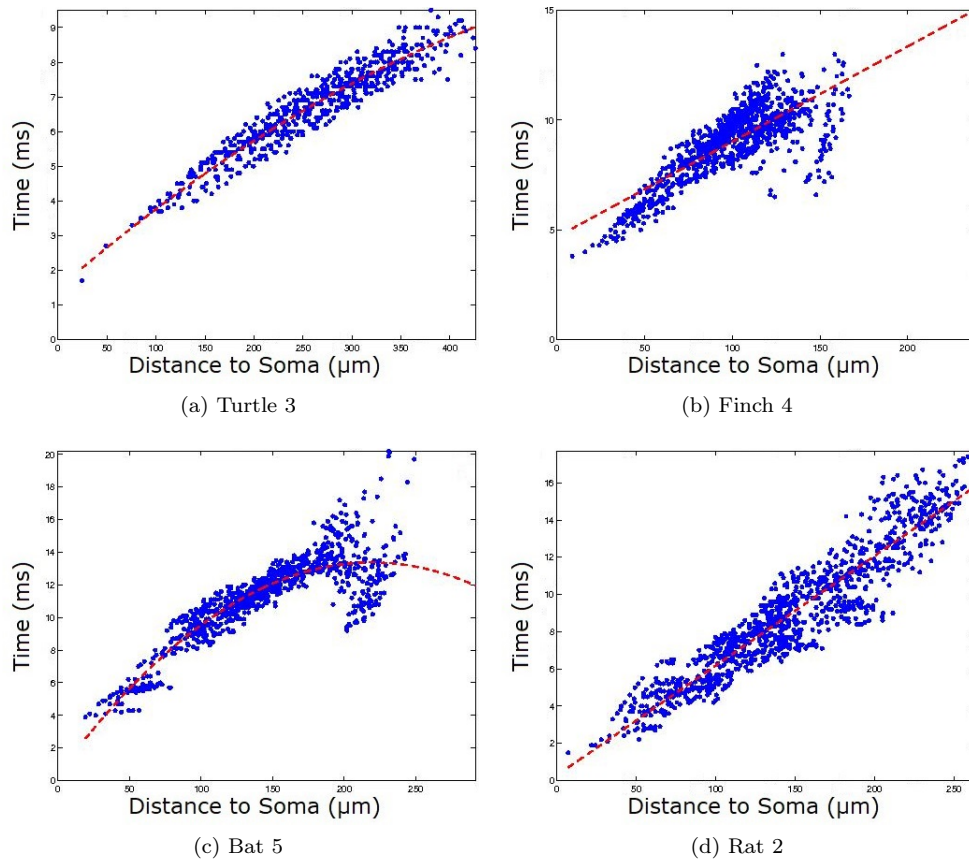 9
8
7
6
5
4
3
2
1
0
Time (ms)
0 50 100 150 200 250 300 350 400
Distance to Soma (µm)
(a) Turtle 3
15
10
5
0
Time (ms)
0 50 100 150 200
Distance to Soma (µm)
(b) Finch 4
20
18
16
14
12
10
8
6
4
2
0
Time (ms)
0 50 100 150 200 250
Distance to Soma (µm)
(c) Bat 5
16
14
12
10
8
6
4
2
0
Time (ms)
0 50 100 150 200 250
Distance to Soma (µm)
(d) Rat 2